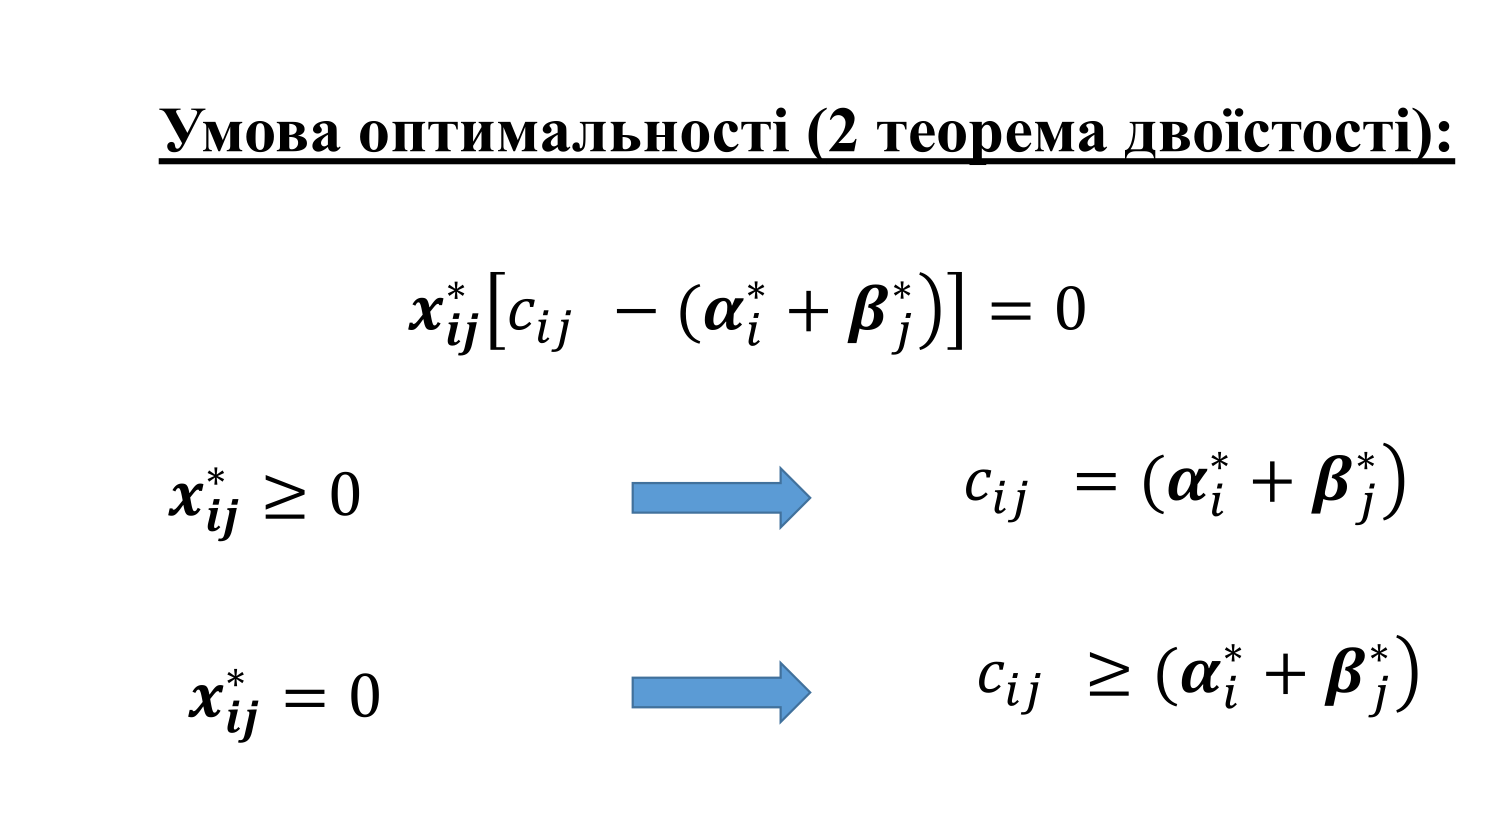 Умова оптимальності (2 теорема двоїстості):
𝒙*ᵢⱼ[cᵢⱼ − (𝜶*ᵢ + 𝜷*ⱼ)] = 0
𝒙*ᵢⱼ ≥ 0 cᵢⱼ = (𝜶*ᵢ + 𝜷*ⱼ)
𝒙*ᵢⱼ = 0 cᵢⱼ ≥ (𝜶*ᵢ + 𝜷*ⱼ)